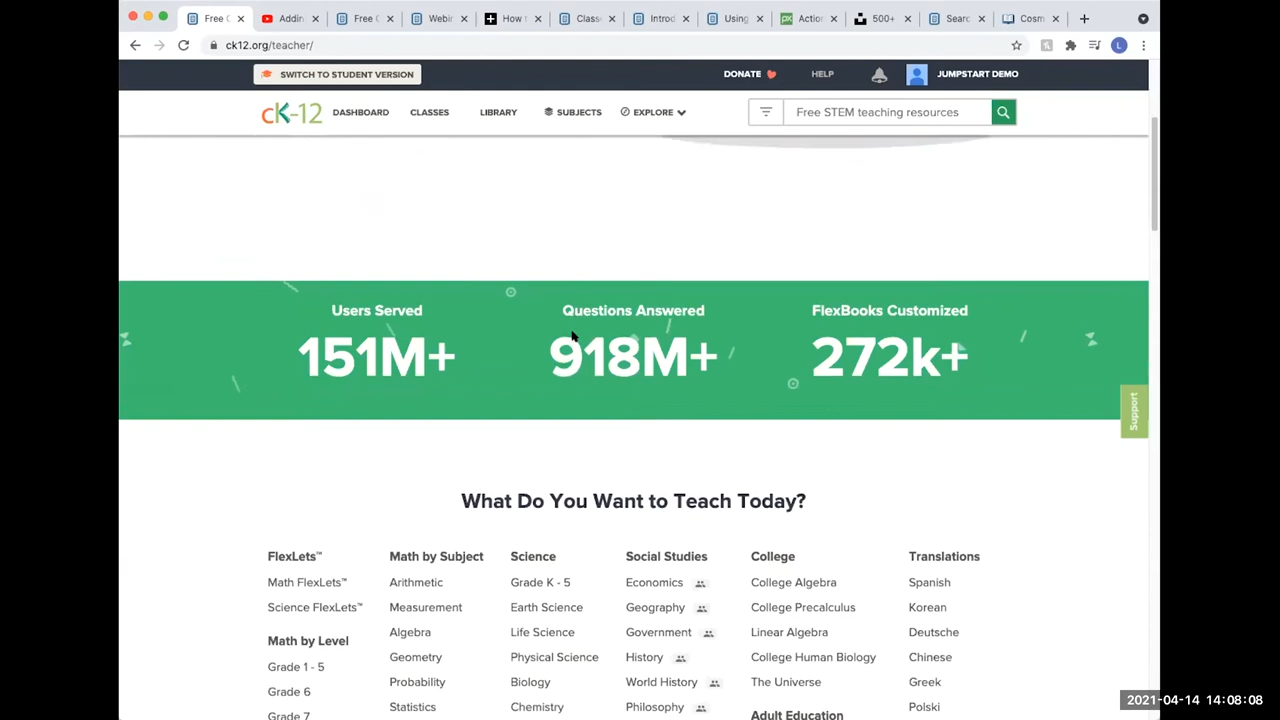 Free C
Addin
Free C
Webir
How t
Class
Introd
Using
Action
500+
Searc
Cosm
ck12.org/teacher/
L
SWITCH TO STUDENT VERSION
DONATE
HELP
JUMPSTART DEMO
cK-12
DASHBOARD
CLASSES
LIBRARY
SUBJECTS
EXPLORE
Free STEM teaching resources
Users Served
Questions Answered
FlexBooks Customized
151M+
918M+
272k+
Support
What Do You Want to Teach Today?
FlexLets™
Math FlexLets™
Science FlexLets™
Math by Level
Grade 1 - 5
Grade 6
Grade 7
Math by Subject
Arithmetic
Measurement
Algebra
Geometry
Probability
Statistics
Science
Grade K - 5
Earth Science
Life Science
Physical Science
Biology
Chemistry
Social Studies
Economics
Geography
Government
History
World History
Philosophy
College
College Algebra
College Precalculus
Linear Algebra
College Human Biology
The Universe
Adult Education
Translations
Spanish
Korean
Deutsche
Chinese
Greek
Polski
2021-04-14 14:08:08